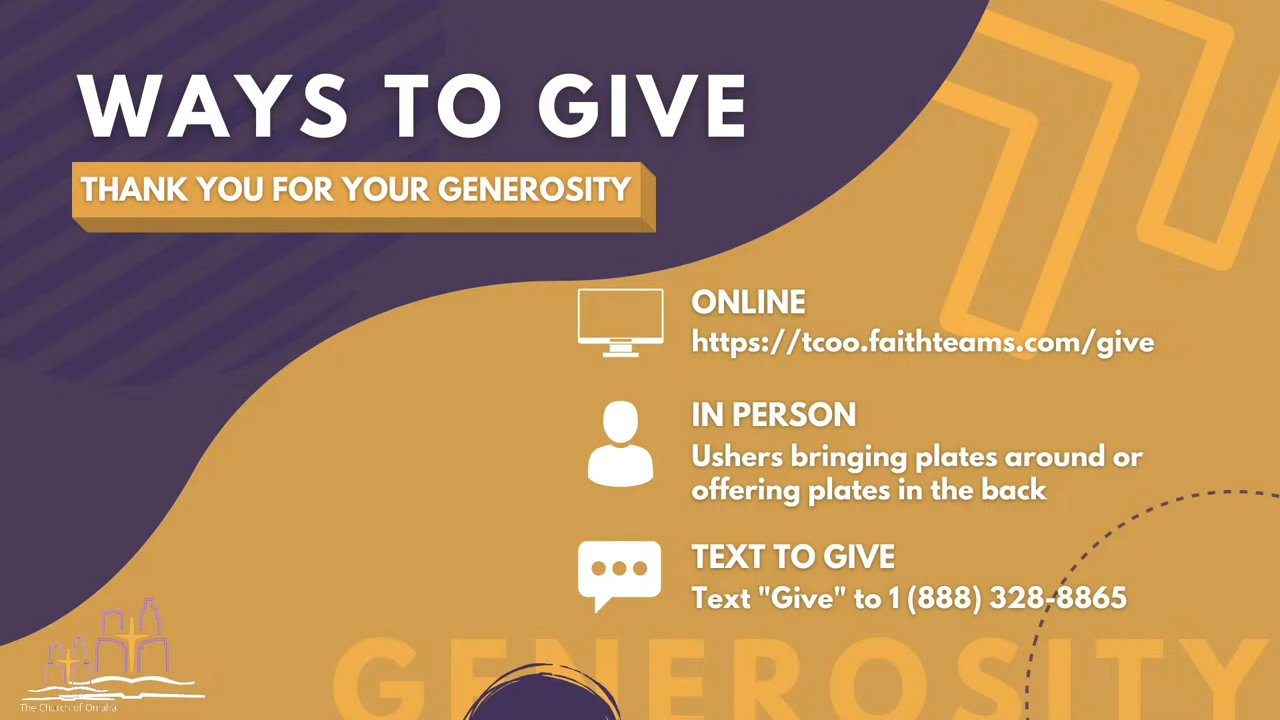 WAYS TO GIVE
THANK YOU FOR YOUR GENEROSITY
ONLINE
https://tcoo.faithteams.com/give
IN PERSON
Ushers bringing plates around or
offering plates in the back
TEXT TO GIVE
Text "Give" to 1 (888) 328-8865
GENEROSITY
The Church of Omaha